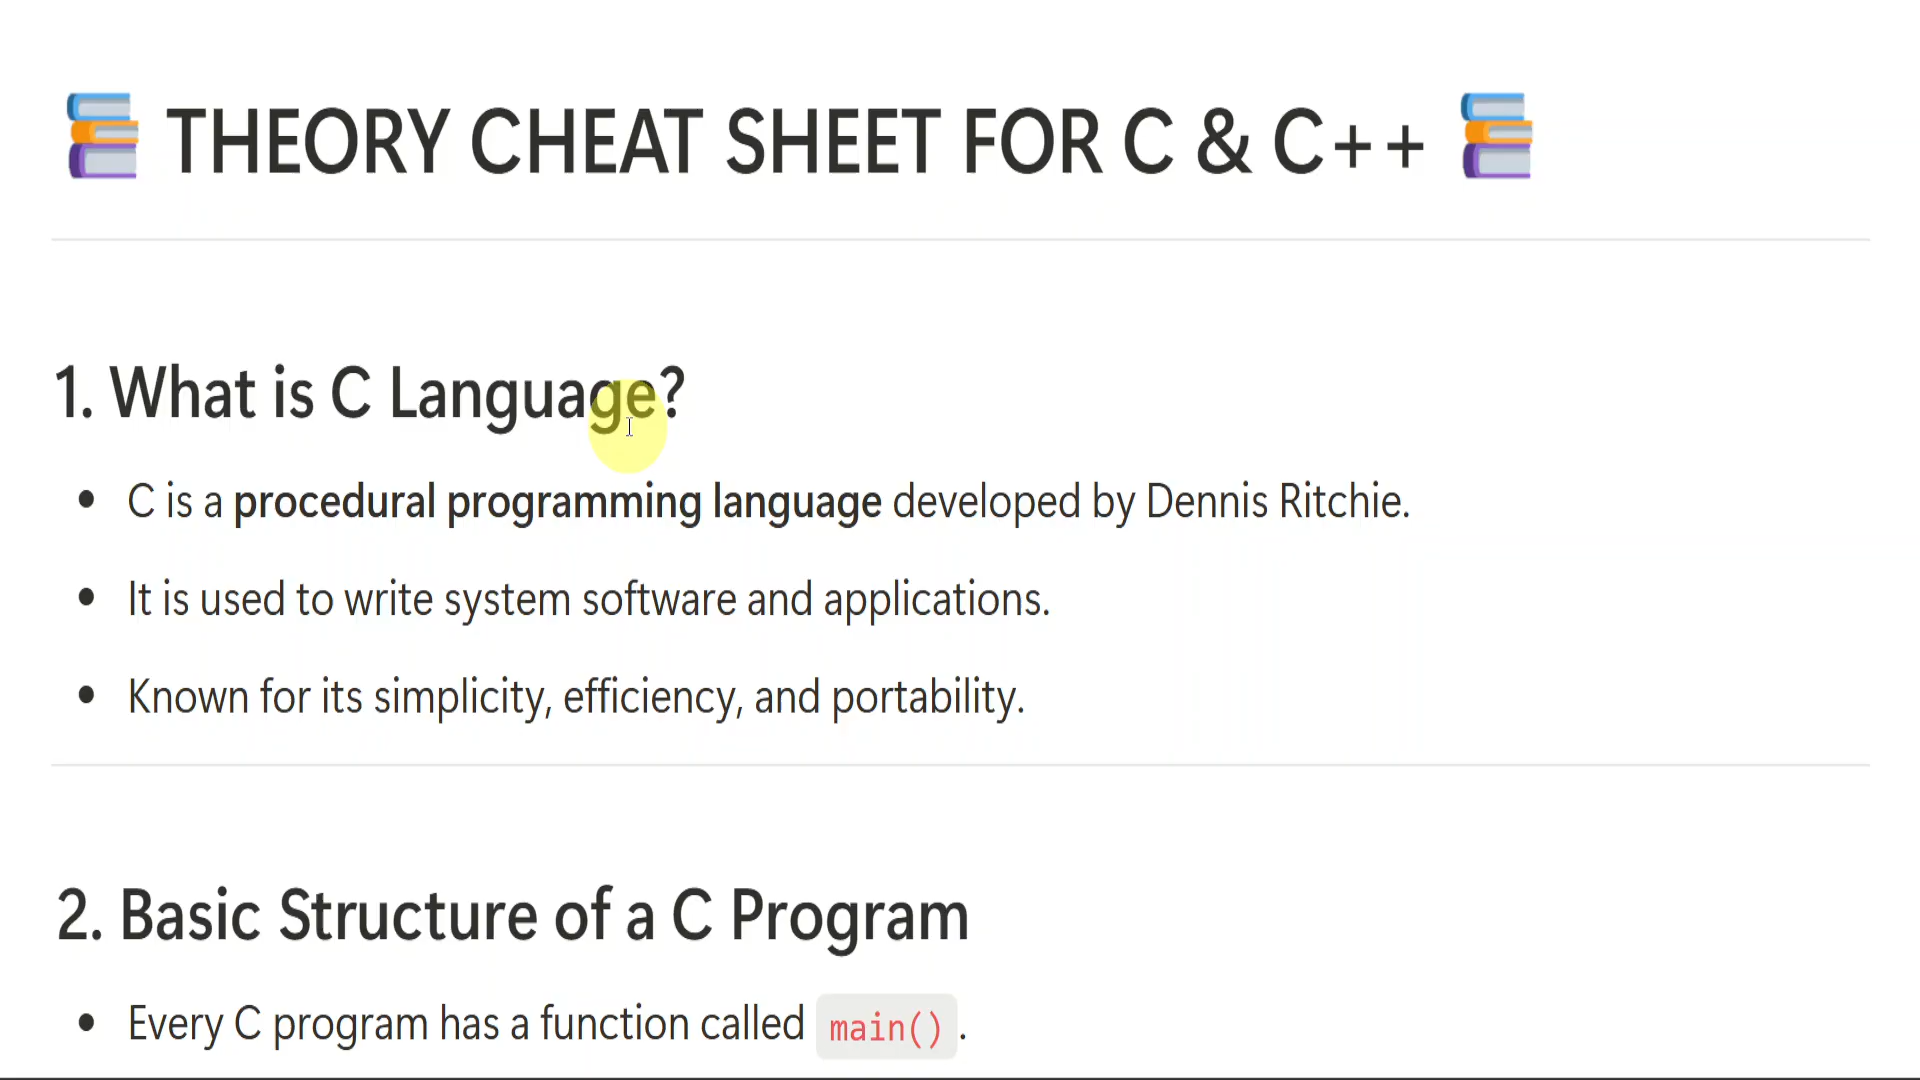 THEORY CHEAT SHEET FOR C & C++
1. What is C Language?
• C is a procedural programming language developed by Dennis Ritchie.
• It is used to write system software and applications.
• Known for its simplicity, efficiency, and portability.
2. Basic Structure of a C Program
• Every C program has a function called main().